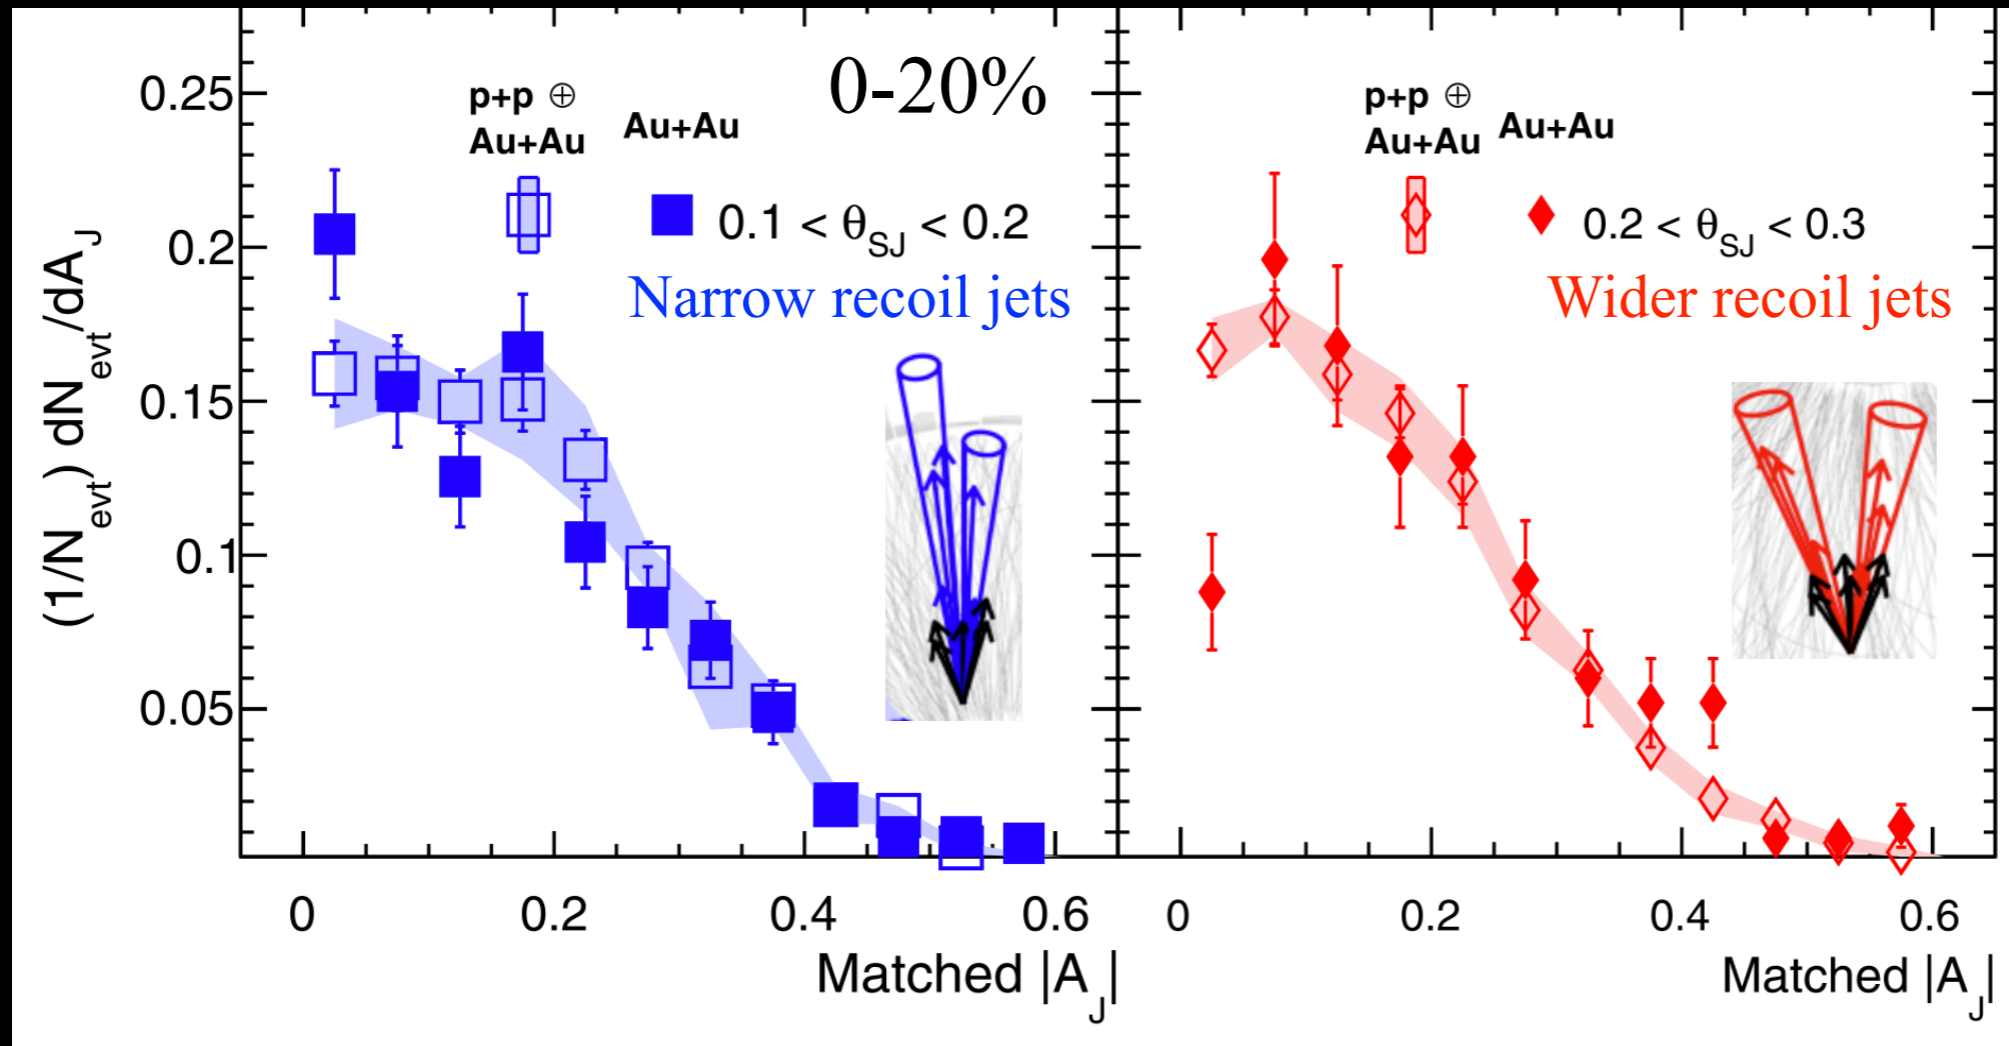 (1/N_evt) dN_evt/dA_J
0.25
0.2
0.15
0.1
0.05
p+p ⊕
Au+Au
Au+Au
0-20%
0.1 < θ_SJ < 0.2
Narrow recoil jets
0 0.2 0.4 0.6
Matched |A_J|
p+p ⊕
Au+Au
Au+Au
0.2 < θ_SJ < 0.3
Wider recoil jets
0 0.2 0.4 0.6
Matched |A_J|